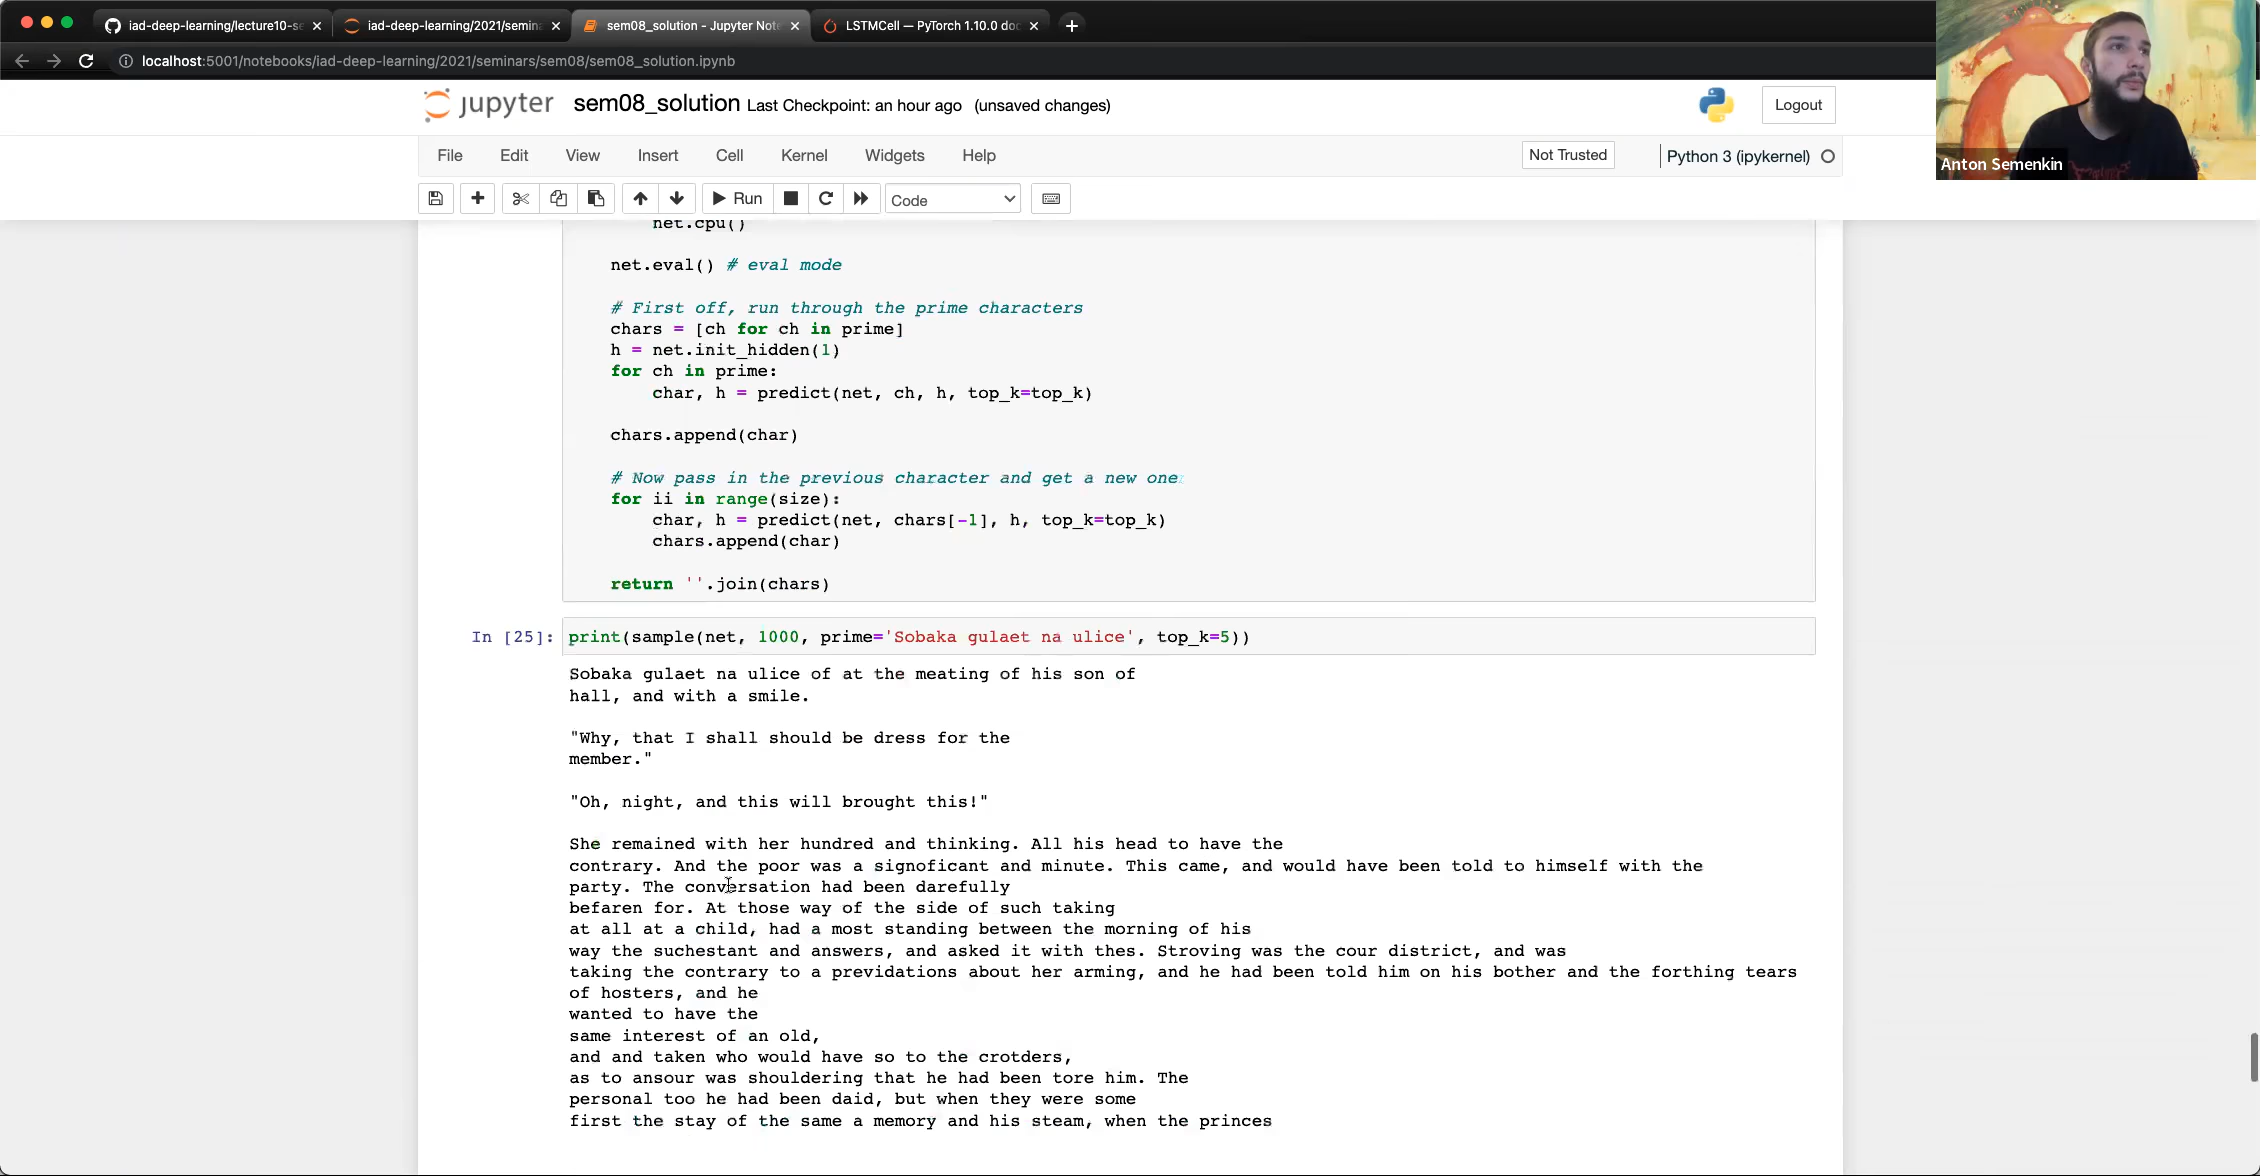 iad-deep-learning/lecture10-se
iad-deep-learning/2021/semina
sem08_solution - Jupyter Note
LSTMCell — PyTorch 1.10.0 doc
localhost:5001/notebooks/iad-deep-learning/2021/seminars/sem08/sem08_solution.ipynb
jupyter sem08_solution Last Checkpoint: an hour ago (unsaved changes)
Logout
Anton Semenkin
File Edit View Insert Cell Kernel Widgets Help
Not Trusted
Python 3 (ipykernel)
Run
Code
net.cpu()
net.eval() # eval mode
# First off, run through the prime characters
chars = [ch for ch in prime]
h = net.init_hidden(1)
for ch in prime:
char, h = predict(net, ch, h, top_k=top_k)
chars.append(char)
# Now pass in the previous character and get a new one
for ii in range(size):
char, h = predict(net, chars[-1], h, top_k=top_k)
chars.append(char)
return ''.join(chars)
In [25]: print(sample(net, 1000, prime='Sobaka gulaet na ulice', top_k=5))
Sobaka gulaet na ulice of at the meating of his son of
hall, and with a smile.
"Why, that I shall should be dress for the
member."
"Oh, night, and this will brought this!"
She remained with her hundred and thinking. All his head to have the
contrary. And the poor was a signoficant and minute. This came, and would have been told to himself with the
party. The conversation had been darefully
befaren for. At those way of the side of such taking
at all at a child, had a most standing between the morning of his
way the suchestant and answers, and asked it with thes. Stroving was the cour district, and was
taking the contrary to a previdations about her arming, and he had been told him on his bother and the forthing tears
of hosters, and he
wanted to have the
same interest of an old,
and and taken who would have so to the crotders,
as to ansour was shouldering that he had been tore him. The
personal too he had been daid, but when they were some
first the stay of the same a memory and his steam, when the princes